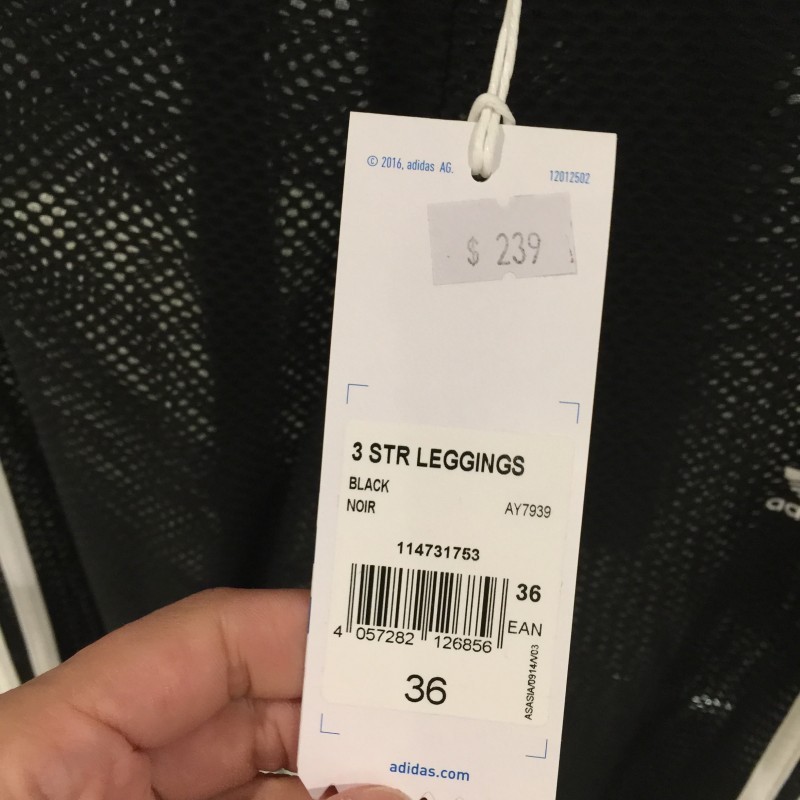 © 2016, adidas AG.
12012502
$ 239
3 STR LEGGINGS
BLACK
NOIR
AY7939
114731753
36
EAN
4 057282 126856
ASASIA/0914/V03
36
adidas.com